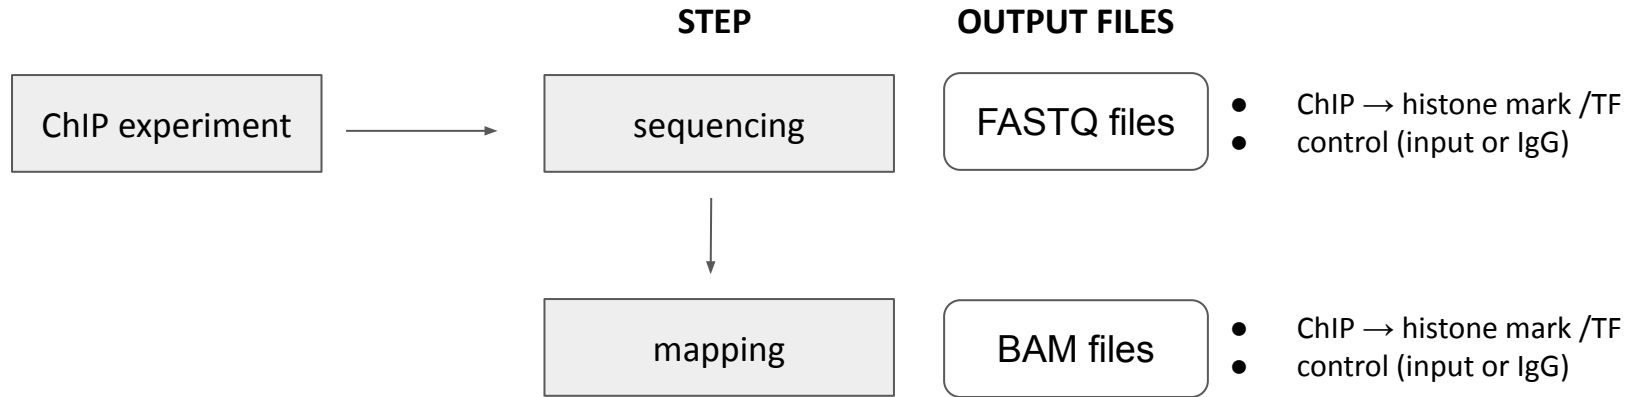 STEP
OUTPUT FILES
ChIP experiment
sequencing
FASTQ files
● ChIP → histone mark /TF
● control (input or IgG)
mapping
BAM files
● ChIP → histone mark /TF
● control (input or IgG)